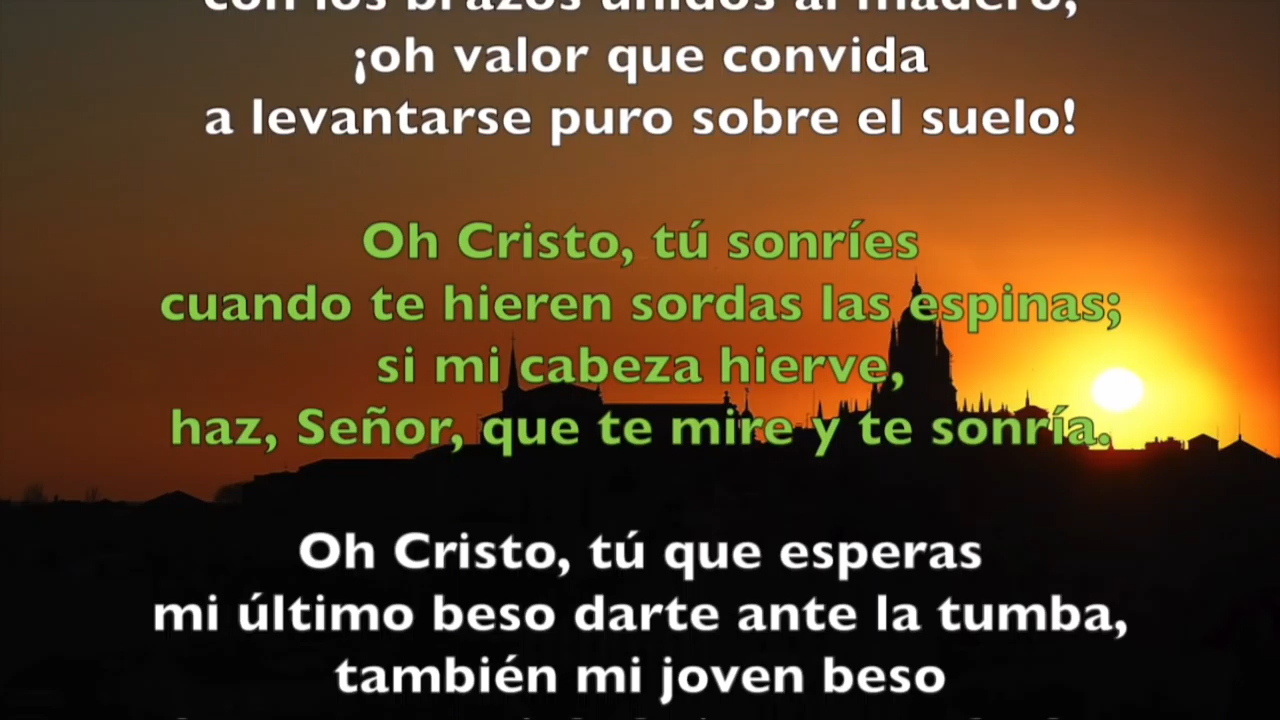 con los brazos unidos al madero,
¡oh valor que convida
a levantarse puro sobre el suelo!
Oh Cristo, tú sonríes
cuando te hieren sordas las espinas;
si mi cabeza hierve,
haz, Señor, que te mire y te sonría.
Oh Cristo, tú que esperas
mi último beso darte ante la tumba,
también mi joven beso